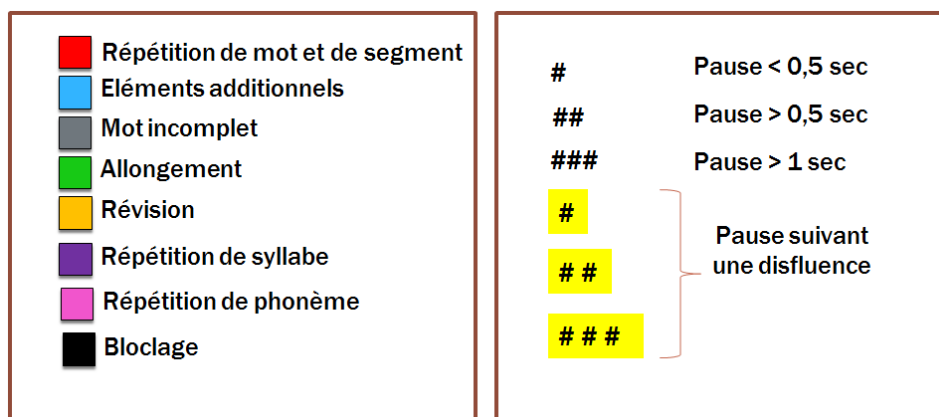 Répétition de mot et de segment
Eléments additionnels
Mot incomplet
Allongement
Révision
Répétition de syllabe
Répétition de phonème
Bloclage
# Pause < 0,5 sec
## Pause > 0,5 sec
### Pause > 1 sec
#
# #
# # #
Pause suivant
une disfluence